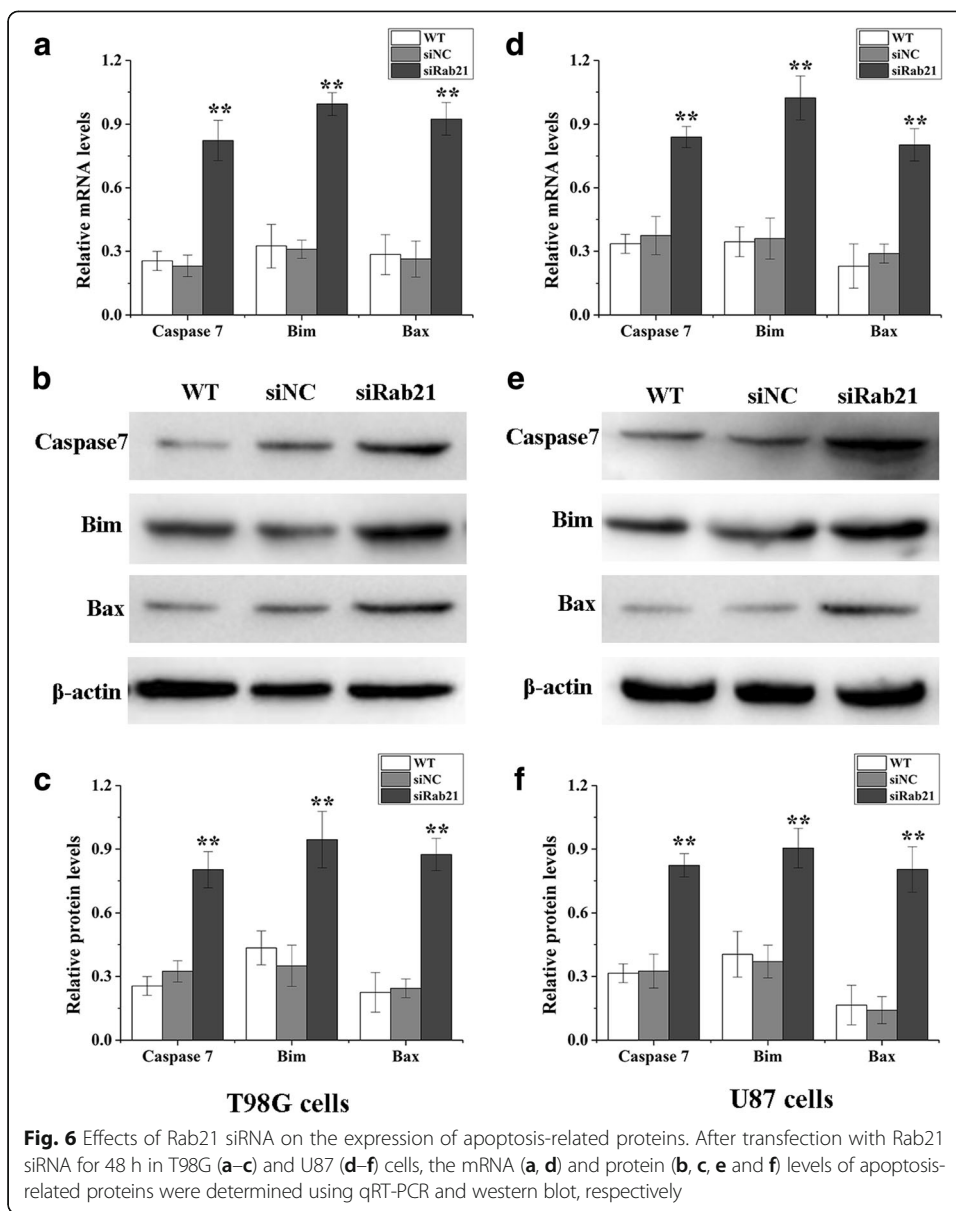 a
WT
siNC
siRab21
Relative mRNA levels
1.2
0.9
0.6
0.3
0.0
**
**
**
Caspase 7 Bim Bax
d
WT
siNC
siRab21
Relative mRNA levels
1.2
0.9
0.6
0.3
0.0
**
**
**
Caspase 7 Bim Bax
b
WT siNC siRab21
Caspase7
Bim
Bax
β-actin
e
WT siNC siRab21
Caspase7
Bim
Bax
β-actin
c
WT
siNC
siRab21
Relative protein levels
1.2
0.9
0.6
0.3
0.0
**
**
**
Caspase 7 Bim Bax
T98G cells
f
WT
siNC
siRab21
Relative protein levels
1.2
0.9
0.6
0.3
0.0
**
**
**
Caspase 7 Bim Bax
U87 cells
Fig. 6 Effects of Rab21 siRNA on the expression of apoptosis-related proteins. After transfection with Rab21
siRNA for 48 h in T98G (a–c) and U87 (d–f) cells, the mRNA (a, d) and protein (b, c, e and f) levels of apoptosis-
related proteins were determined using qRT-PCR and western blot, respectively